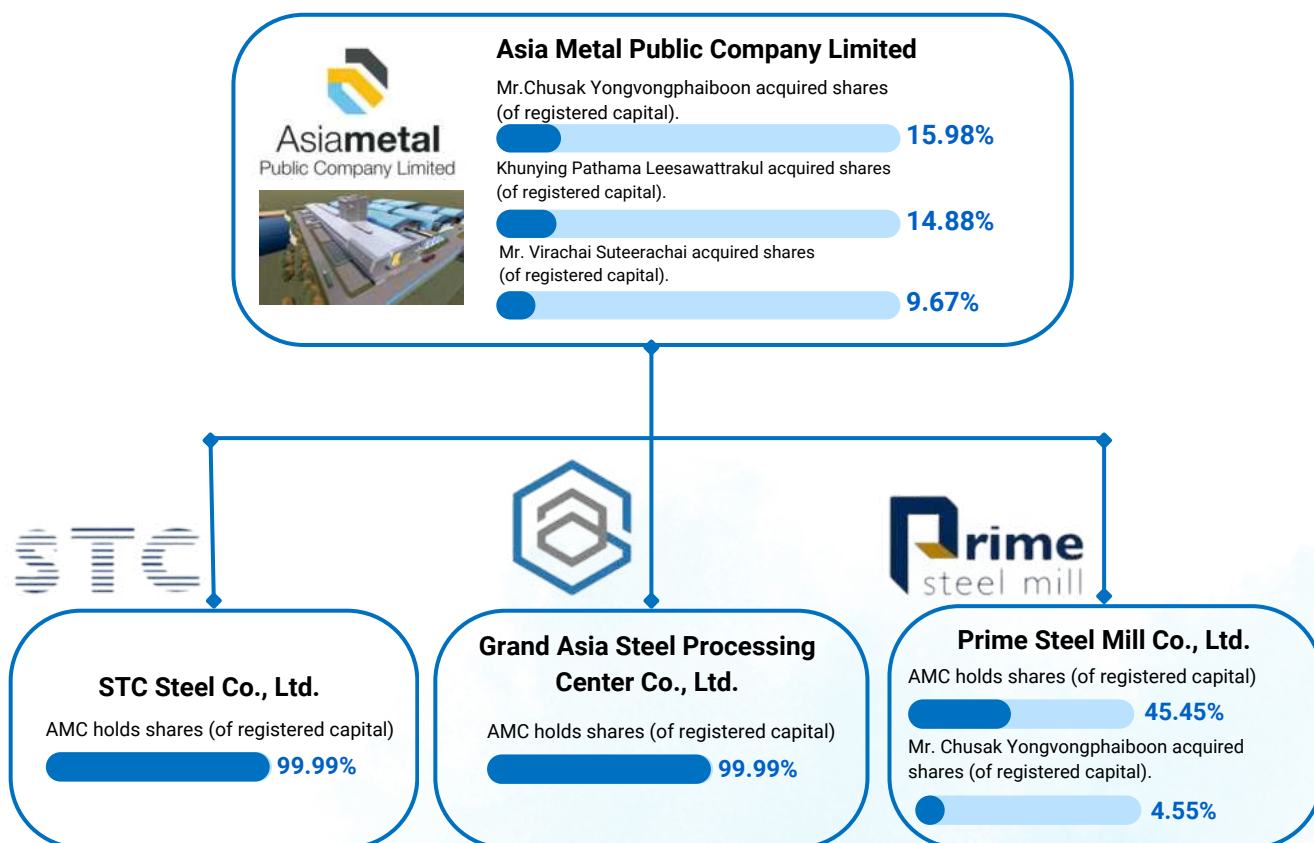 Asia Metal Public Company Limited
Mr.Chusak Yongvongphaiboon acquired shares
(of registered capital).
15.98%
Asiametal
Public Company Limited
Khunying Pathama Leesawattrakul acquired shares
(of registered capital).
14.88%
Mr. Virachai Suteerachai acquired shares
(of registered capital).
9.67%
STC
Prime
steel mill
STC Steel Co., Ltd.
AMC holds shares (of registered capital)
99.99%
Grand Asia Steel Processing
Center Co., Ltd.
AMC holds shares (of registered capital)
99.99%
Prime Steel Mill Co., Ltd.
AMC holds shares (of registered capital)
45.45%
Mr. Chusak Yongvongphaiboon acquired
shares (of registered capital).
4.55%